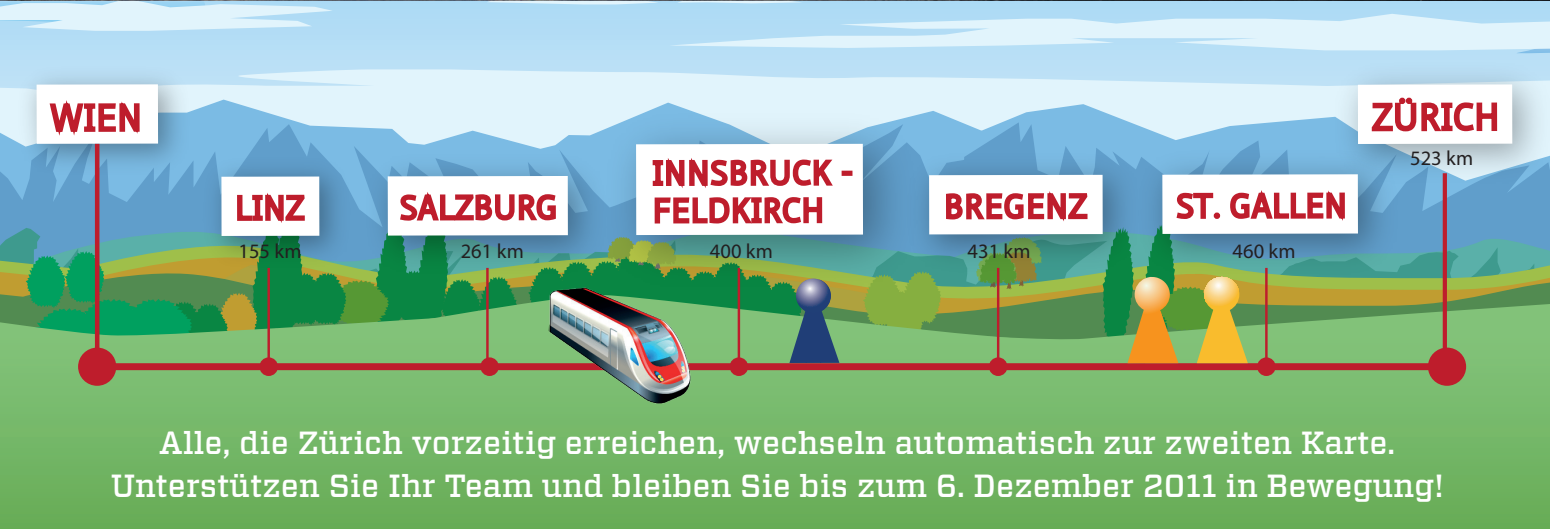 WIEN
ZÜRICH
523 km
LINZ
155 km
SALZBURG
261 km
INNSBRUCK -
FELDKIRCH
400 km
BREGENZ
431 km
ST. GALLEN
460 km
Alle, die Zürich vorzeitig erreichen, wechseln automatisch zur zweiten Karte.
Unterstützen Sie Ihr Team und bleiben Sie bis zum 6. Dezember 2011 in Bewegung!